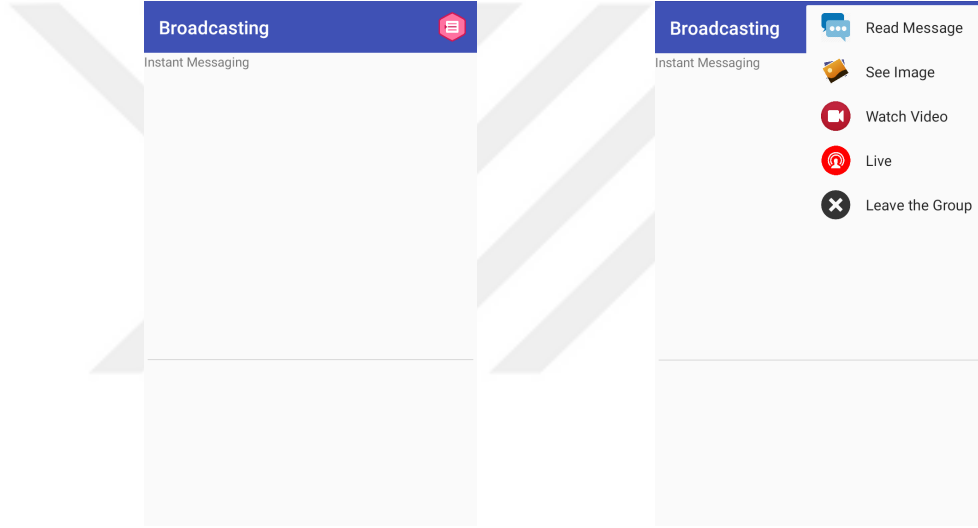 Broadcasting
Instant Messaging
Broadcasting
Instant Messaging
Read Message
See Image
Watch Video
Live
Leave the Group